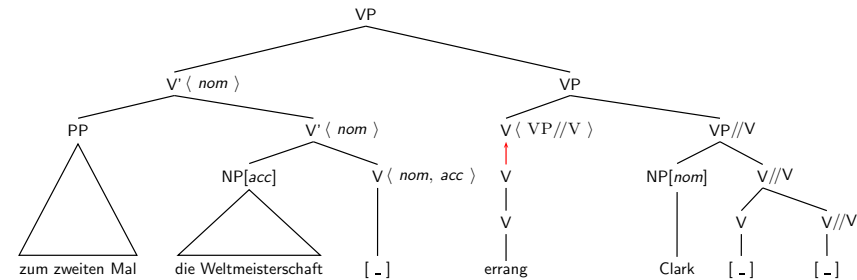 VP
V' ⟨ nom ⟩ VP
PP V' ⟨ nom ⟩ V ⟨ VP//V ⟩ VP//V
NP[acc] V ⟨ nom, acc ⟩ V NP[nom] V//V
V V V//V
zum zweiten Mal die Weltmeisterschaft [ _ ] errang Clark [ _ ] [ _ ]